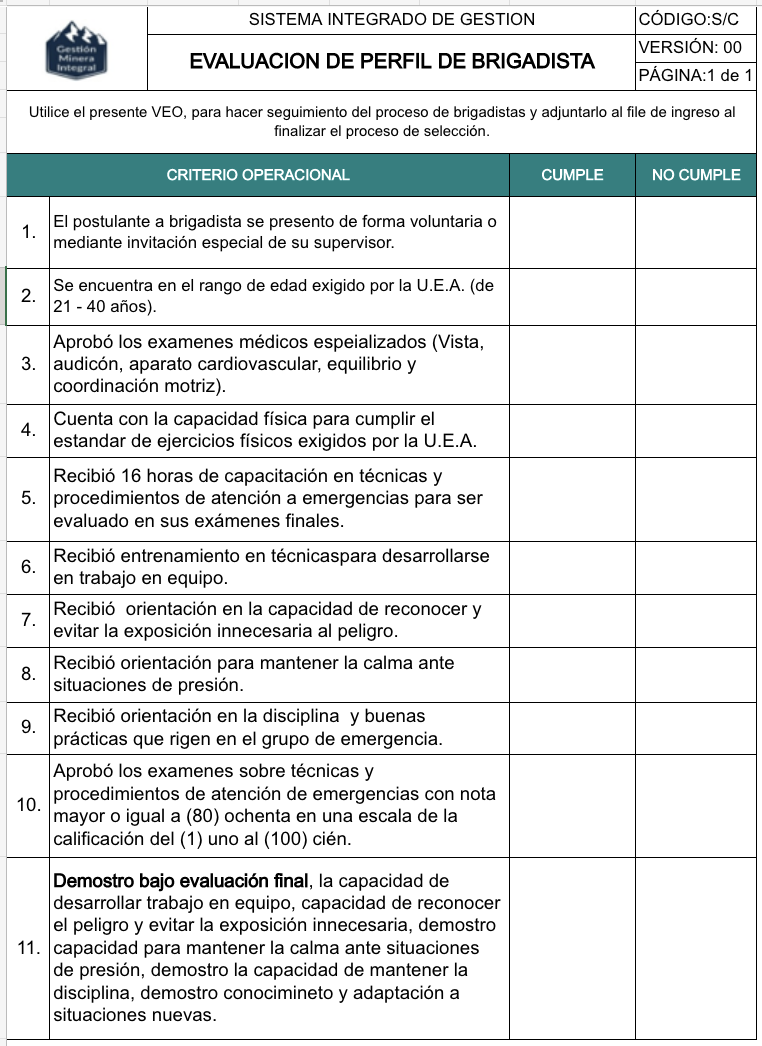 Gestión
Minera
Integral
SISTEMA INTEGRADO DE GESTION
CÓDIGO:S/C
EVALUACION DE PERFIL DE BRIGADISTA
VERSIÓN: 00
PÁGINA:1 de 1
Utilice el presente VEO, para hacer seguimiento del proceso de brigadistas y adjuntarlo al file de ingreso al
finalizar el proceso de selección.
CRITERIO OPERACIONAL CUMPLE NO CUMPLE
1. El postulante a brigadista se presento de forma voluntaria o
mediante invitación especial de su supervisor.
2. Se encuentra en el rango de edad exigido por la U.E.A. (de
21 - 40 años).
3. Aprobó los examenes médicos espeializados (Vista,
audicón, aparato cardiovascular, equilibrio y
coordinación motriz).
4. Cuenta con la capacidad física para cumplir el
estandar de ejercicios físicos exigidos por la U.E.A.
5. Recibió 16 horas de capacitación en técnicas y
procedimientos de atención a emergencias para ser
evaluado en sus exámenes finales.
6. Recibió entrenamiento en técnicaspara desarrollarse
en trabajo en equipo.
7. Recibió  orientación en la capacidad de reconocer y
evitar la exposición innecesaria al peligro.
8. Recibió orientación para mantener la calma ante
situaciones de presión.
9. Recibió orientación en la disciplina  y buenas
prácticas que rigen en el grupo de emergencia.
10. Aprobó los examenes sobre técnicas y
procedimientos de atención de emergencias con nota
mayor o igual a (80) ochenta en una escala de la
calificación del (1) uno al (100) cién.
11. Demostro bajo evaluación final, la capacidad de
desarrollar trabajo en equipo, capacidad de reconocer
el peligro y evitar la exposición innecesaria, demostro
capacidad para mantener la calma ante situaciones
de presión, demostro la capacidad de mantener la
disciplina, demostro conocimineto y adaptación a
situaciones nuevas.